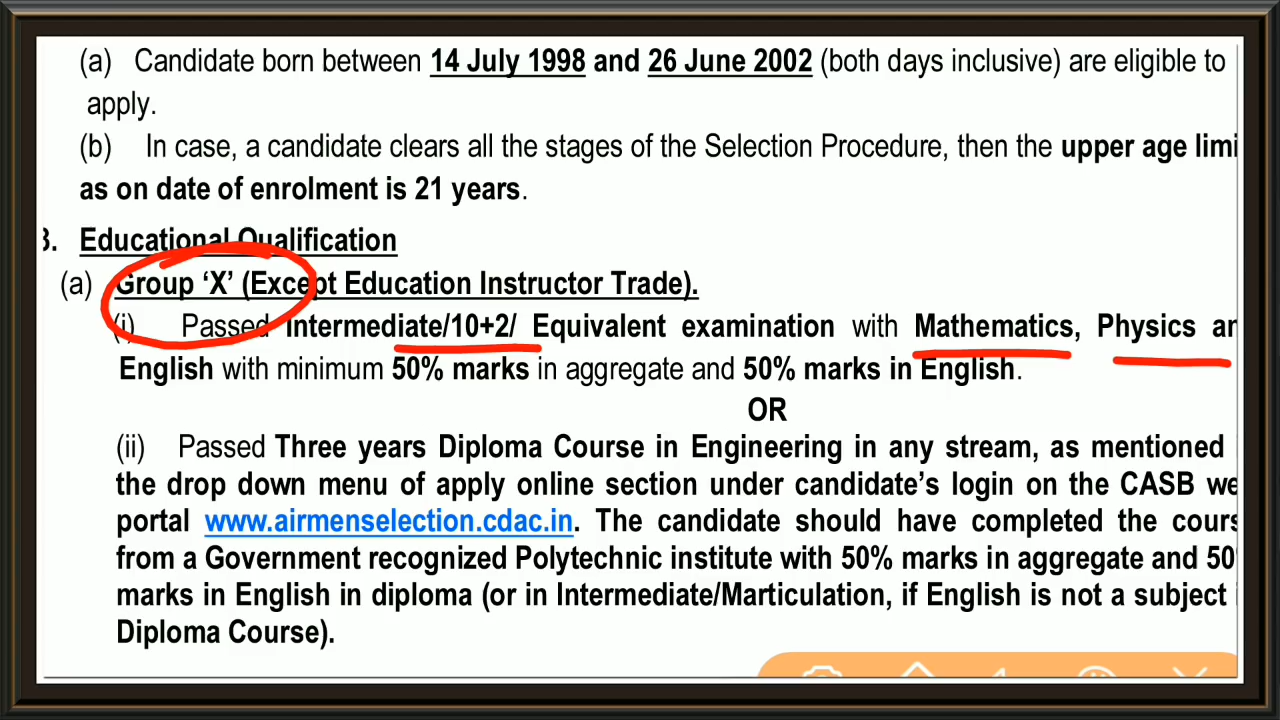 (a) Candidate born between 14 July 1998 and 26 June 2002 (both days inclusive) are eligible to
apply.
(b) In case, a candidate clears all the stages of the Selection Procedure, then the upper age limi
as on date of enrolment is 21 years.
3. Educational Qualification
(a) Group ‘X’ (Except Education Instructor Trade).
(i) Passed Intermediate/10+2/ Equivalent examination with Mathematics, Physics an
English with minimum 50% marks in aggregate and 50% marks in English.
OR
(ii) Passed Three years Diploma Course in Engineering in any stream, as mentioned
the drop down menu of apply online section under candidate’s login on the CASB we
portal www.airmenselection.cdac.in. The candidate should have completed the cours
from a Government recognized Polytechnic institute with 50% marks in aggregate and 50
marks in English in diploma (or in Intermediate/Marticulation, if English is not a subject i
Diploma Course).